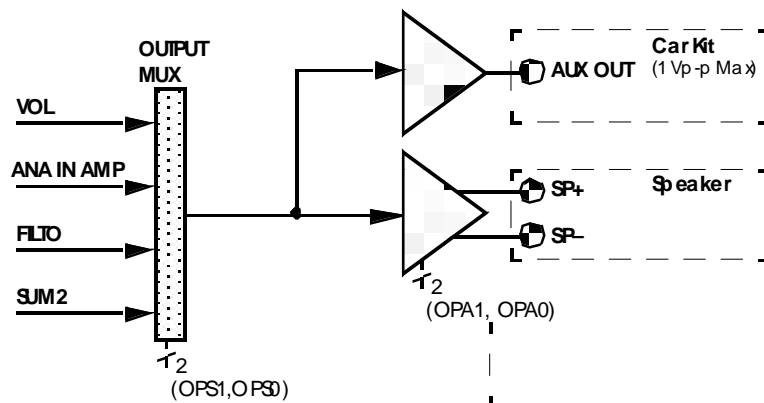 OUTPUT
MUX
VOL
ANA IN AMP
FILTO
SUM2
2
(OPS1,OPS0)
AUX OUT
Car Kit
(1 Vp-p Max)
SP+
Speaker
SP–
2
(OPA1, OPA0)